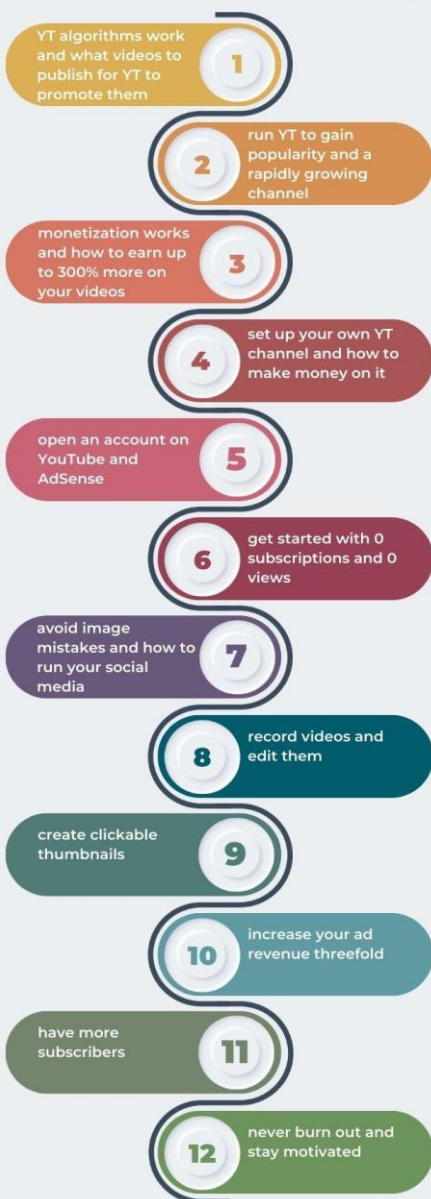 YT algorithms work
and what videos to
publish for YT to
promote them
1
2
run YT to gain
popularity and a
rapidly growing
channel
monetization works
and how to earn up
to 300% more on
your videos
3
4
set up your own YT
channel and how to
make money on it
open an account on
YouTube and
AdSense
5
6
get started with 0
subscriptions and 0
views
avoid image
mistakes and how to
run your social
media
7
8
record videos and
edit them
create clickable
thumbnails
9
10
increase your ad
revenue threefold
have more
subscribers
11
12
never burn out and
stay motivated